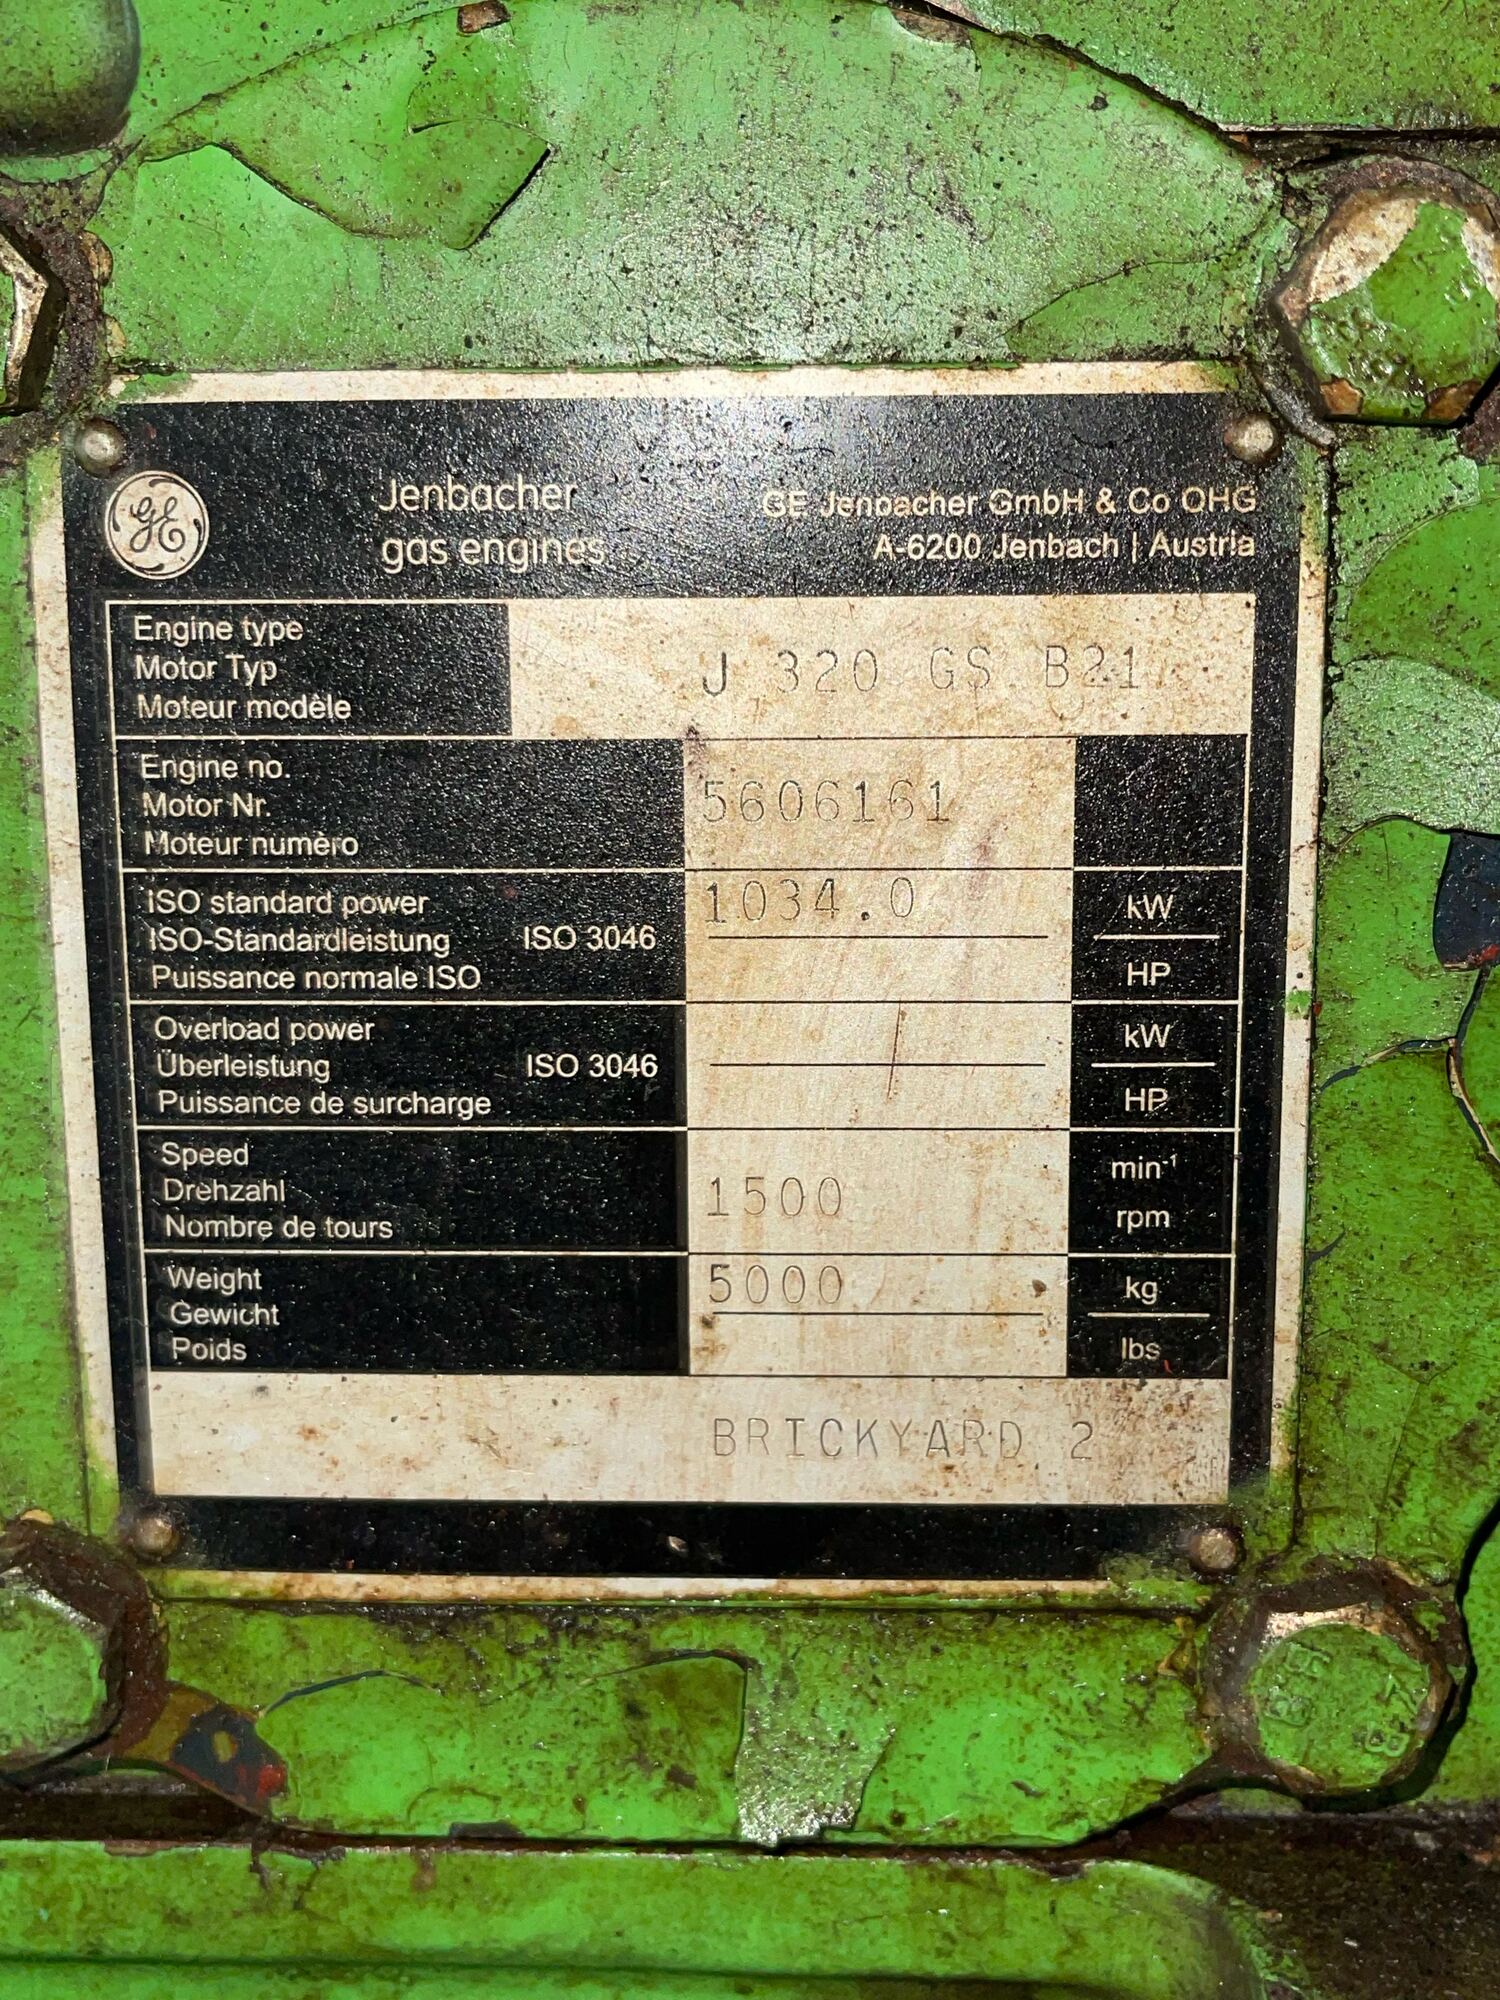 GE
Jenbacher
gas engines
GE Jenbacher GmbH & Co OHG
A-6200 Jenbach | Austria
Engine type
Motor Typ
Moteur modèle
J 320 GS B21
Engine no.
Motor Nr.
Moteur numéro
5606161
ISO standard power
ISO-Standardleistung ISO 3046
Puissance normale ISO
1034.0
kW
HP
Overload power
Überleistung ISO 3046
Puissance de surcharge
kW
HP
Speed
Drehzahl
Nombre de tours
1500
min-1
rpm
Weight
Gewicht
Poids
5000
kg
lbs
BRICKYARD 2